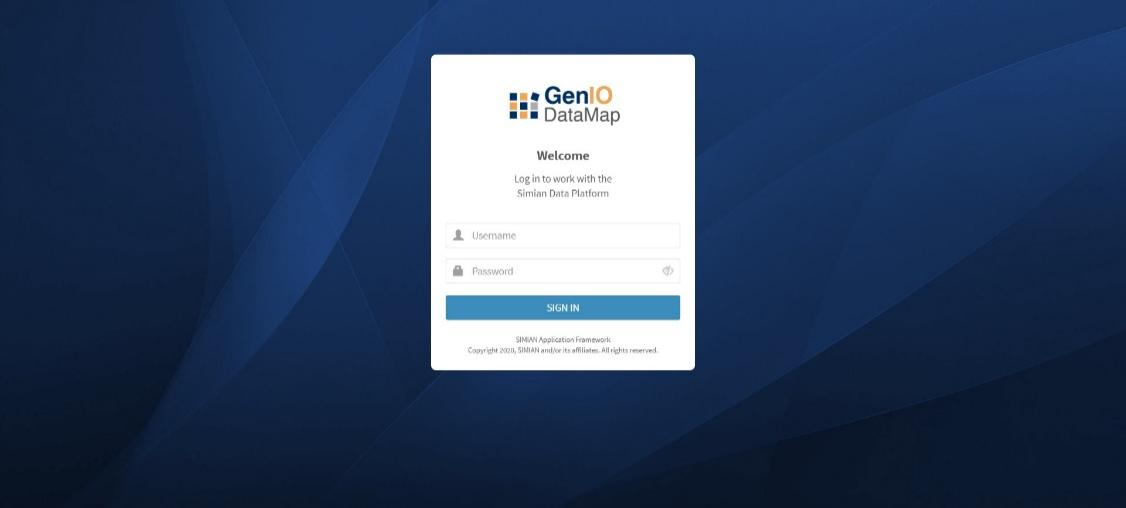 GenIO
DataMap
Welcome
Log in to work with the
Simian Data Platform
Username
Password
SIGN IN
SIMIAN Application Framework
Copyright 2020, SIMIAN and/or its affiliates. All rights reserved.